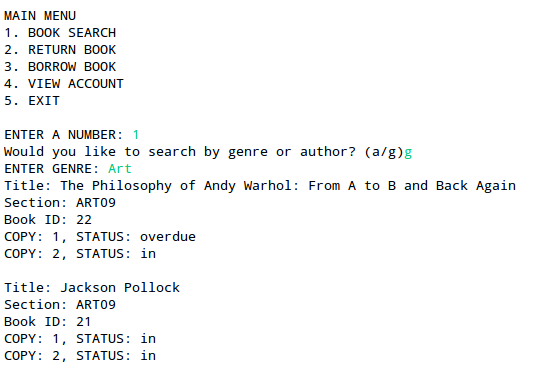 MAIN MENU
1. BOOK SEARCH
2. RETURN BOOK
3. BORROW BOOK
4. VIEW ACCOUNT
5. EXIT
ENTER A NUMBER: 1
Would you like to search by genre or author? (a/g)g
ENTER GENRE: Art
Title: The Philosophy of Andy Warhol: From A to B and Back Again
Section: ART09
Book ID: 22
COPY: 1, STATUS: overdue
COPY: 2, STATUS: in
Title: Jackson Pollock
Section: ART09
Book ID: 21
COPY: 1, STATUS: in
COPY: 2, STATUS: in